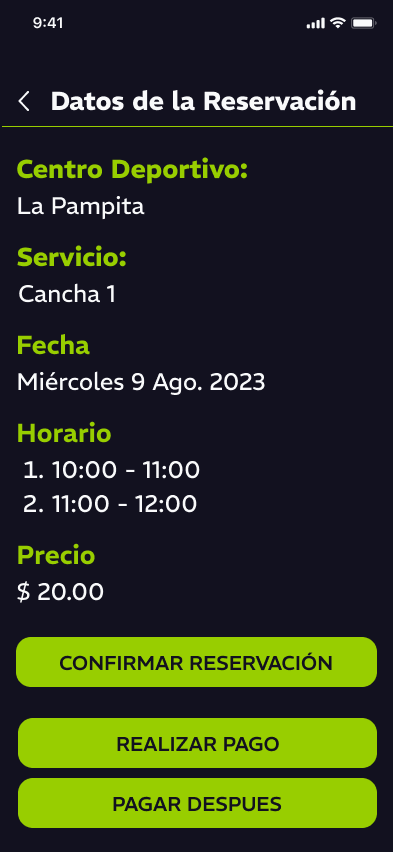 9:41
Datos de la Reservación
Centro Deportivo:
La Pampita
Servicio:
Cancha 1
Fecha
Miércoles 9 Ago. 2023
Horario
1. 10:00 - 11:00
2. 11:00 - 12:00
Precio
$ 20.00
CONFIRMAR RESERVACIÓN
REALIZAR PAGO
PAGAR DESPUES